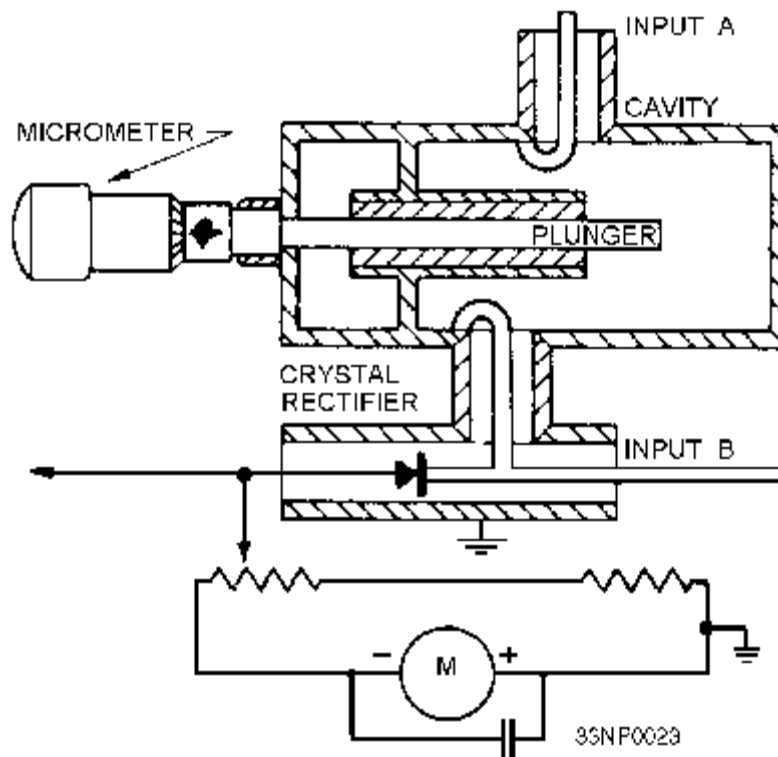 INPUT A
CAVITY
MICROMETER
PLUNGER
CRYSTAL
RECTIFIER
INPUT B
− M +
33NP0023